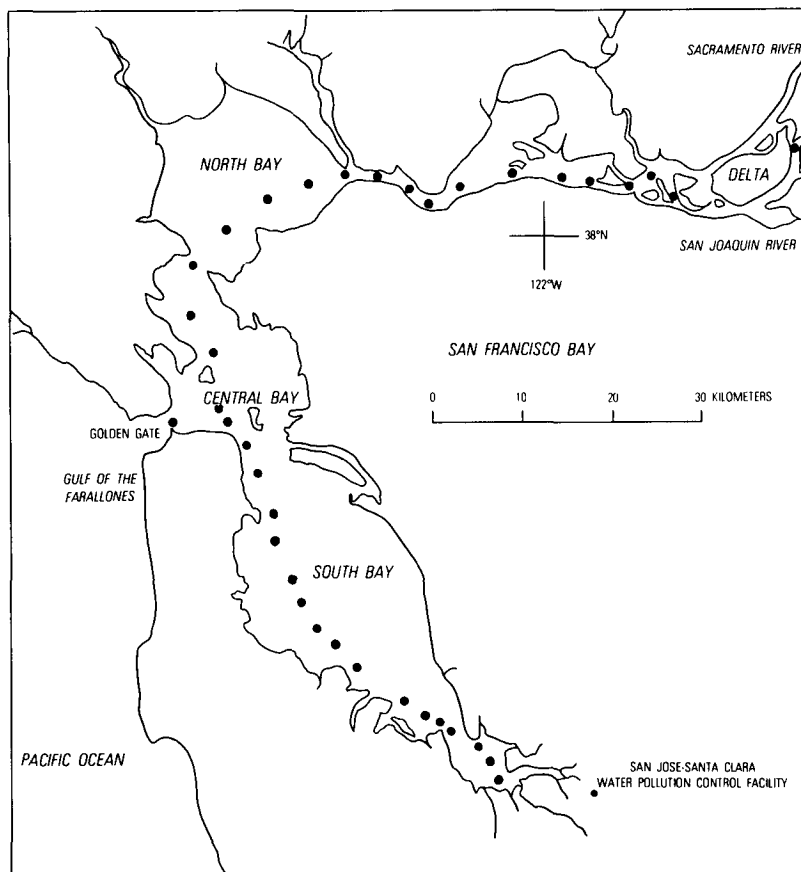 SACRAMENTO RIVER
NORTH BAY
DELTA
38°N
SAN JOAQUIN RIVER
122°W
SAN FRANCISCO BAY
CENTRAL BAY
0 10 20 30 KILOMETERS
GOLDEN GATE
GULF OF THE
FARALLONES
SOUTH BAY
PACIFIC OCEAN
SAN JOSE-SANTA CLARA
WATER POLLUTION CONTROL FACILITY